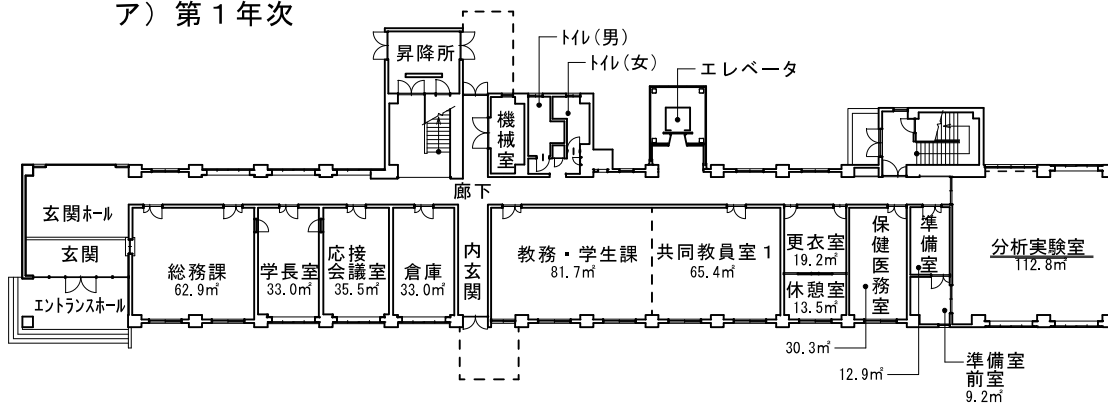 ア）第１年次
昇降所
トイレ(男)
トイレ(女)
エレベータ
機械室
廊下
玄関ホール
玄関
エントランスホール
総務課
62.9㎡
学長室
33.0㎡
応接
会議室
35.5㎡
倉庫
33.0㎡
内玄関
教務・学生課
81.7㎡
共同教員室１
65.4㎡
更衣室
19.2㎡
休憩室
13.5㎡
保健医務室
30.3㎡
準備室
12.9㎡
準備室
前室
9.2㎡
分析実験室
112.8㎡